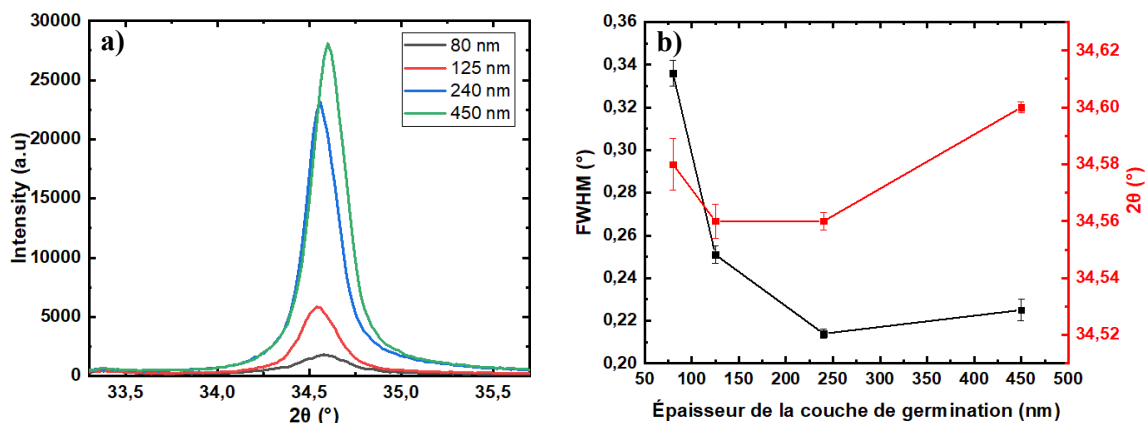 a)
80 nm
125 nm
240 nm
450 nm
30000
25000
20000
15000
10000
5000
0
Intensity (a.u)
33,5 34,0 34,5 35,0 35,5
2θ (°)
b)
0,36
0,34
0,32
0,30
0,28
0,26
0,24
0,22
0,20
FWHM (°)
34,62
34,60
34,58
34,56
34,54
34,52
2θ (°)
50 100 150 200 250 300 350 400 450 500
Épaisseur de la couche de germination (nm)